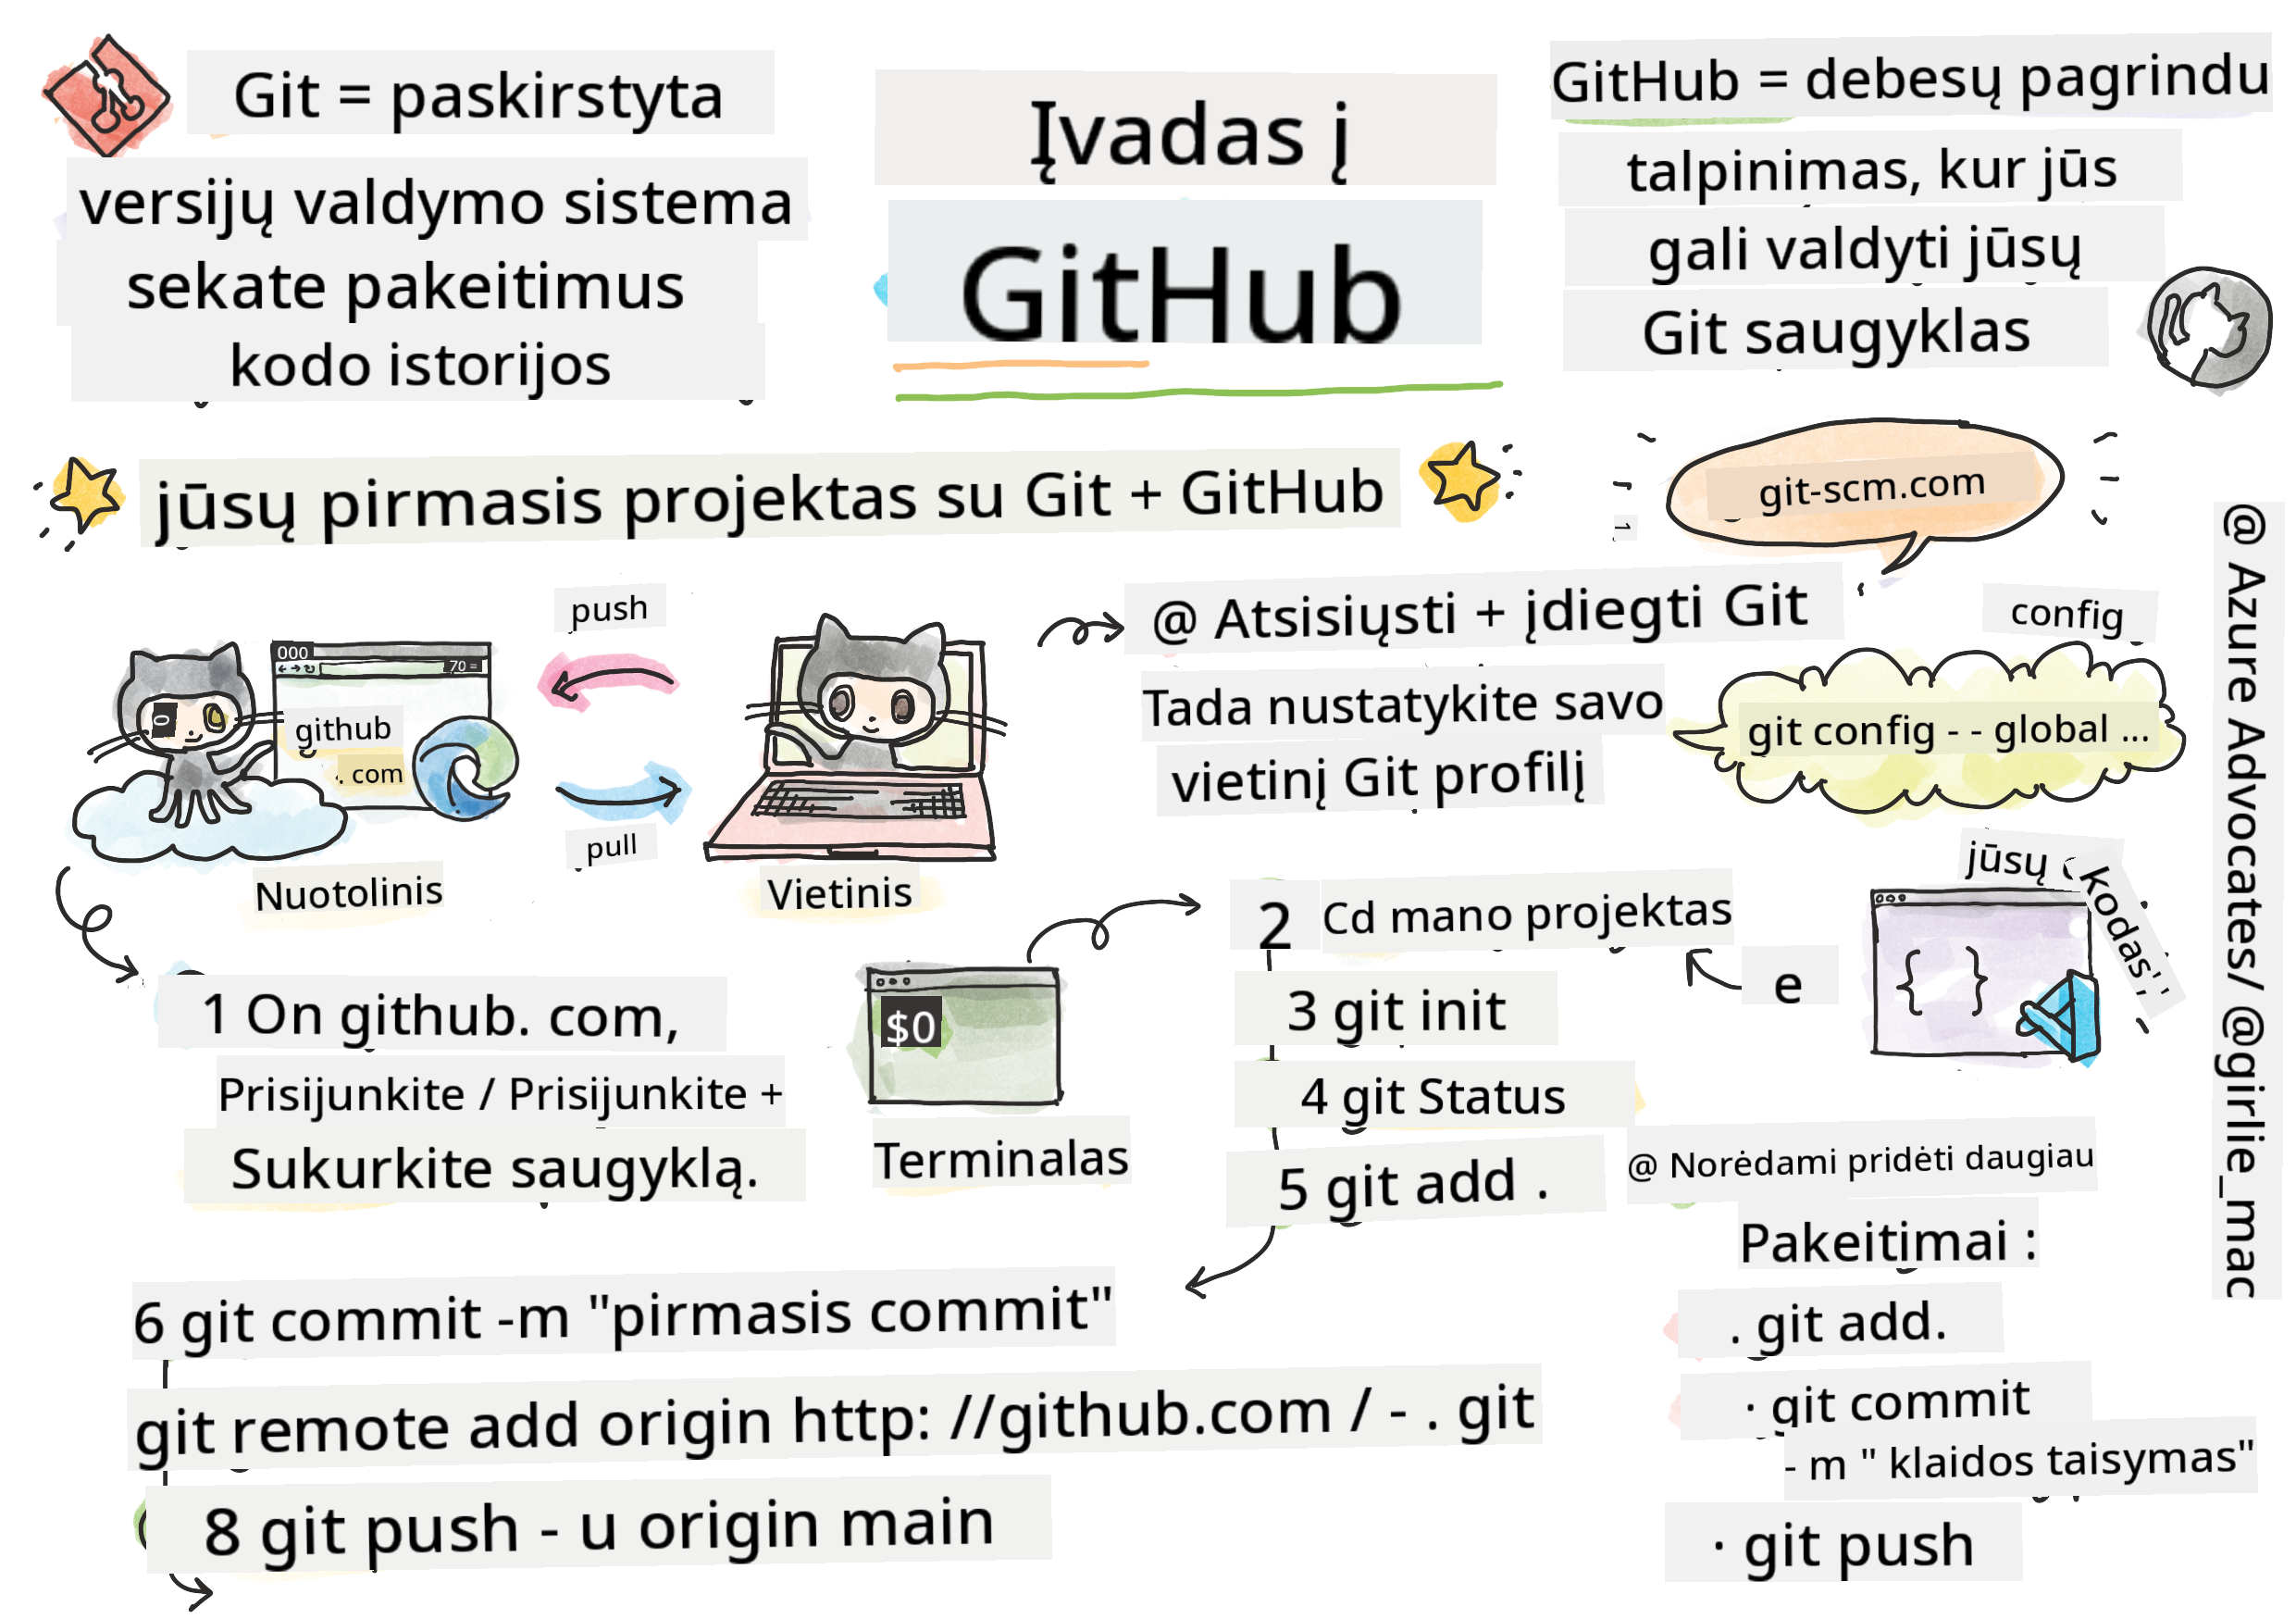 Git = paskirstyta
versijų valdymo sistema
sekate pakeitimus
kodo istorijos
Įvadas į
GitHub
GitHub = debesų pagrindu
talpinimas, kur jūs
gali valdyti jūsų
Git saugyklas
jūsų pirmasis projektas su Git + GitHub
git-scm.com
@ Azure Advocates/ @girlie_mac
push
000
70 =
github
. com
0
pull
Nuotolinis
Vietinis
@ Atsisiųsti + įdiegti Git
Tada nustatykite savo
vietinį Git profilį
config
git config - - global ...
1 On github. com,
Prisijunkite / Prisijunkite +
Sukurkite saugyklą.
$0
Terminalas
2 Cd mano projektas
3 git init
4 git Status
5 git add .
e
jūsų
kodas''
{ }
6 git commit -m "pirmasis commit"
git remote add origin http: //github.com / - . git
8 git push - u origin main
@ Norėdami pridėti daugiau
Pakeitimai :
. git add.
· git commit
- m " klaidos taisymas"
· git push